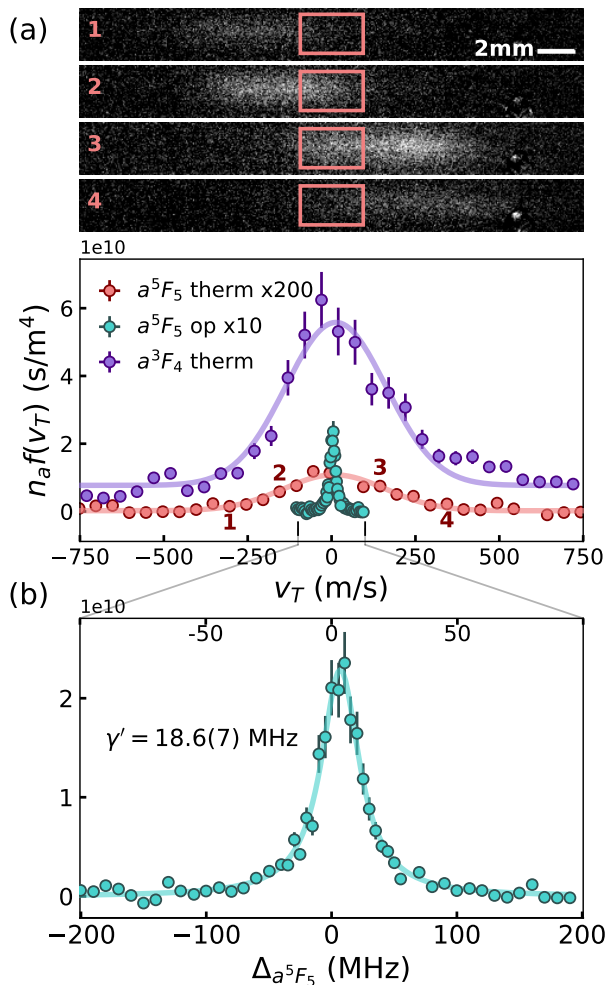 (a)
1
2mm
2
3
4
1e10
a⁵F₅ therm x200
a⁵F₅ op x10
a³F₄ therm
6
4
2
0
nₐf(v_T) (s/m⁴)
1
2
3
4
−750
−500
−250
0
250
500
750
v_T (m/s)
(b)
1e10
-50
0
50
2
1
0
γ′ = 18.6(7) MHz
−200
−100
0
100
200
Δ_a⁵F₅ (MHz)